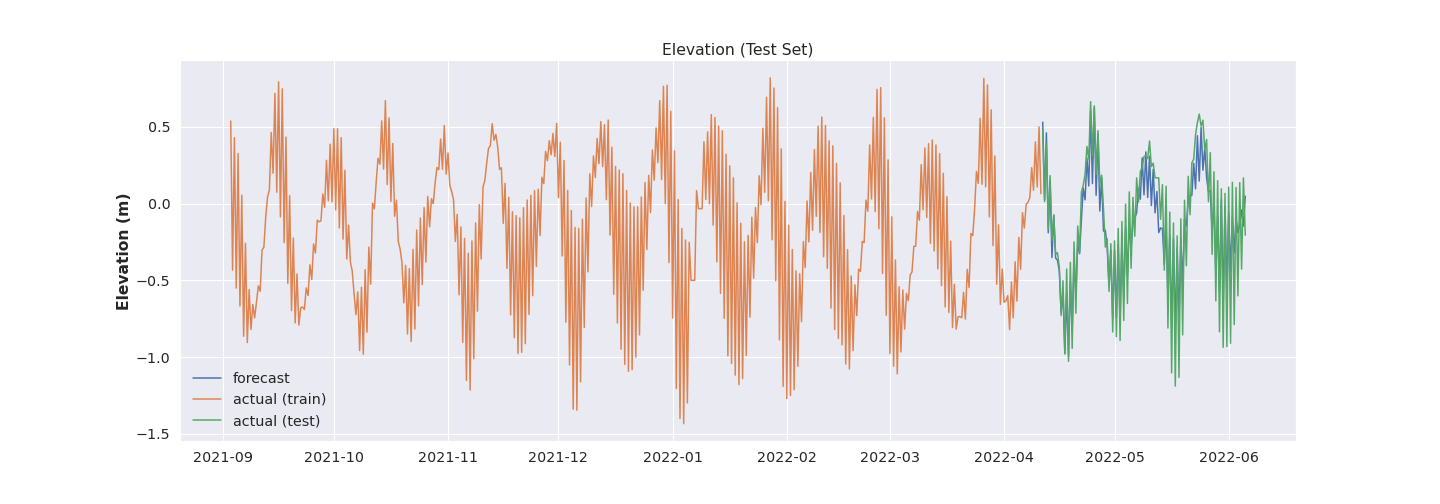 Elevation (Test Set)
Elevation (m)
0.5
0.0
−0.5
−1.0
−1.5
forecast
actual (train)
actual (test)
2021-09 2021-10 2021-11 2021-12 2022-01 2022-02 2022-03 2022-04 2022-05 2022-06